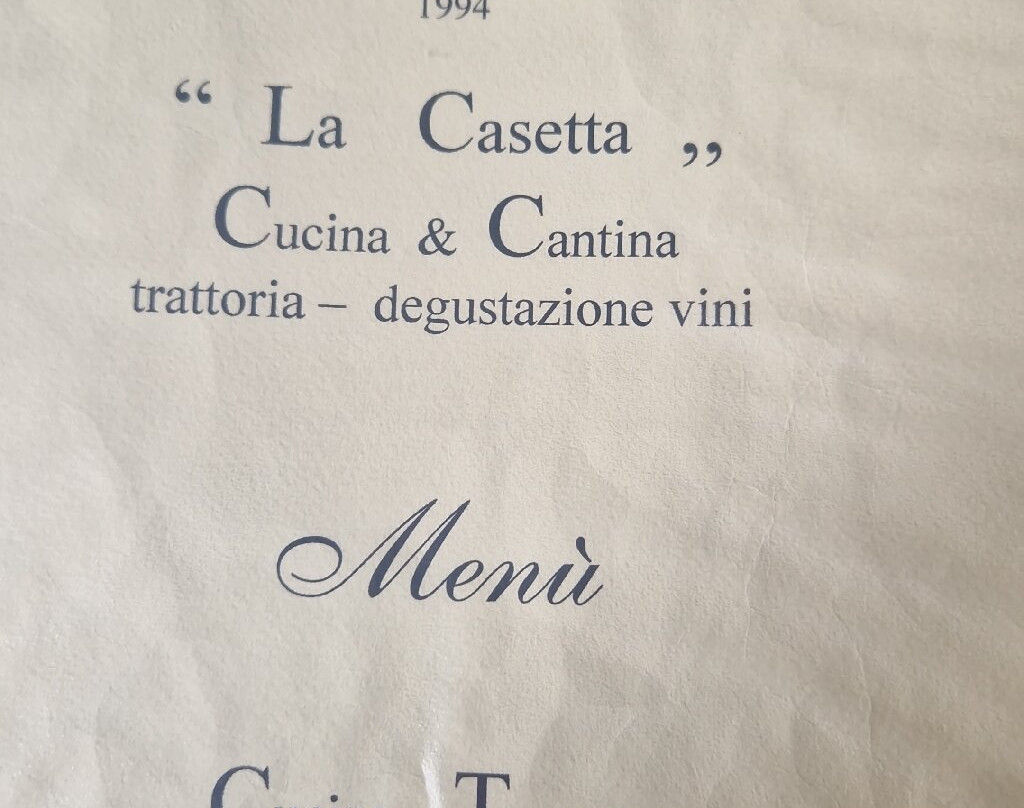 1994
“ La Casetta „
Cucina & Cantina
trattoria – degustazione vini
Menù